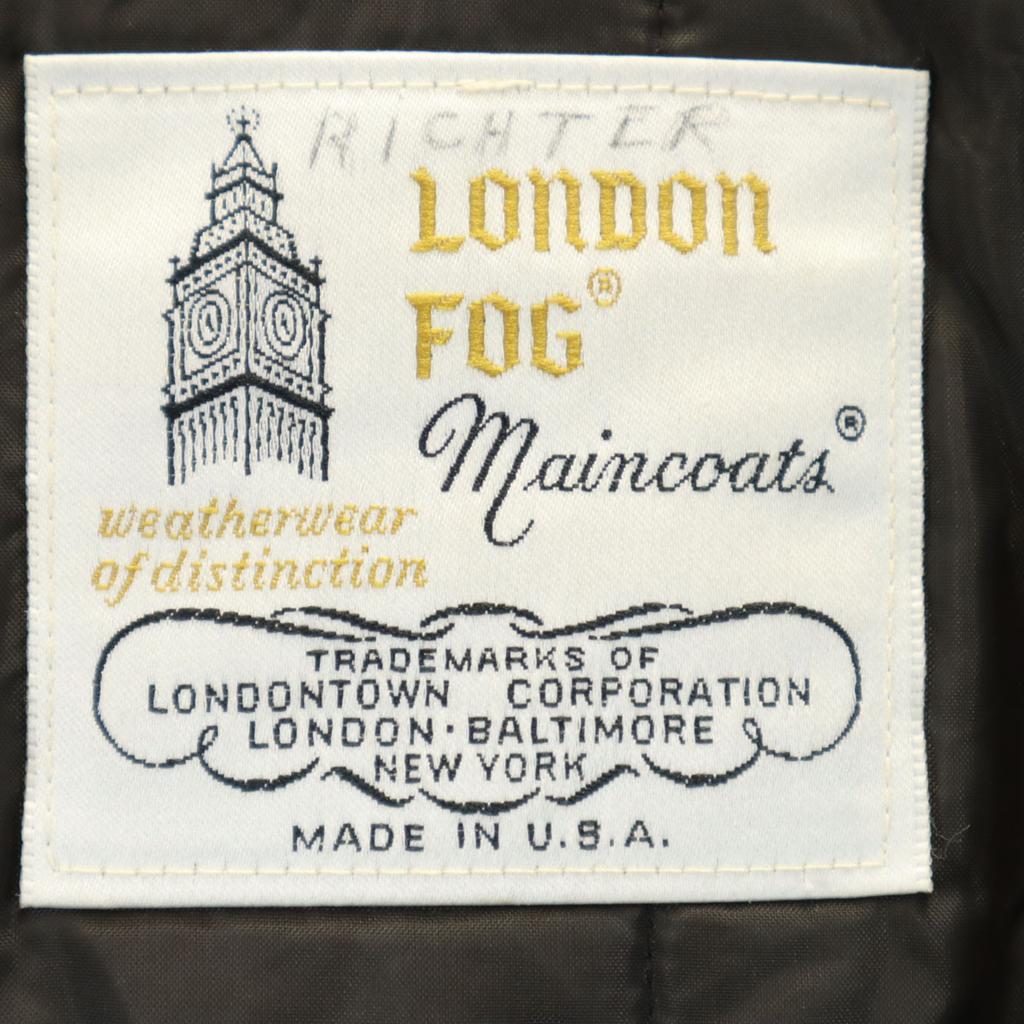 RICHTER
LONDON
FOG®
Maincoats®
weatherwear
of distinction
TRADEMARKS OF
LONDONTOWN CORPORATION
LONDON·BALTIMORE
NEW YORK
MADE IN U.S.A.